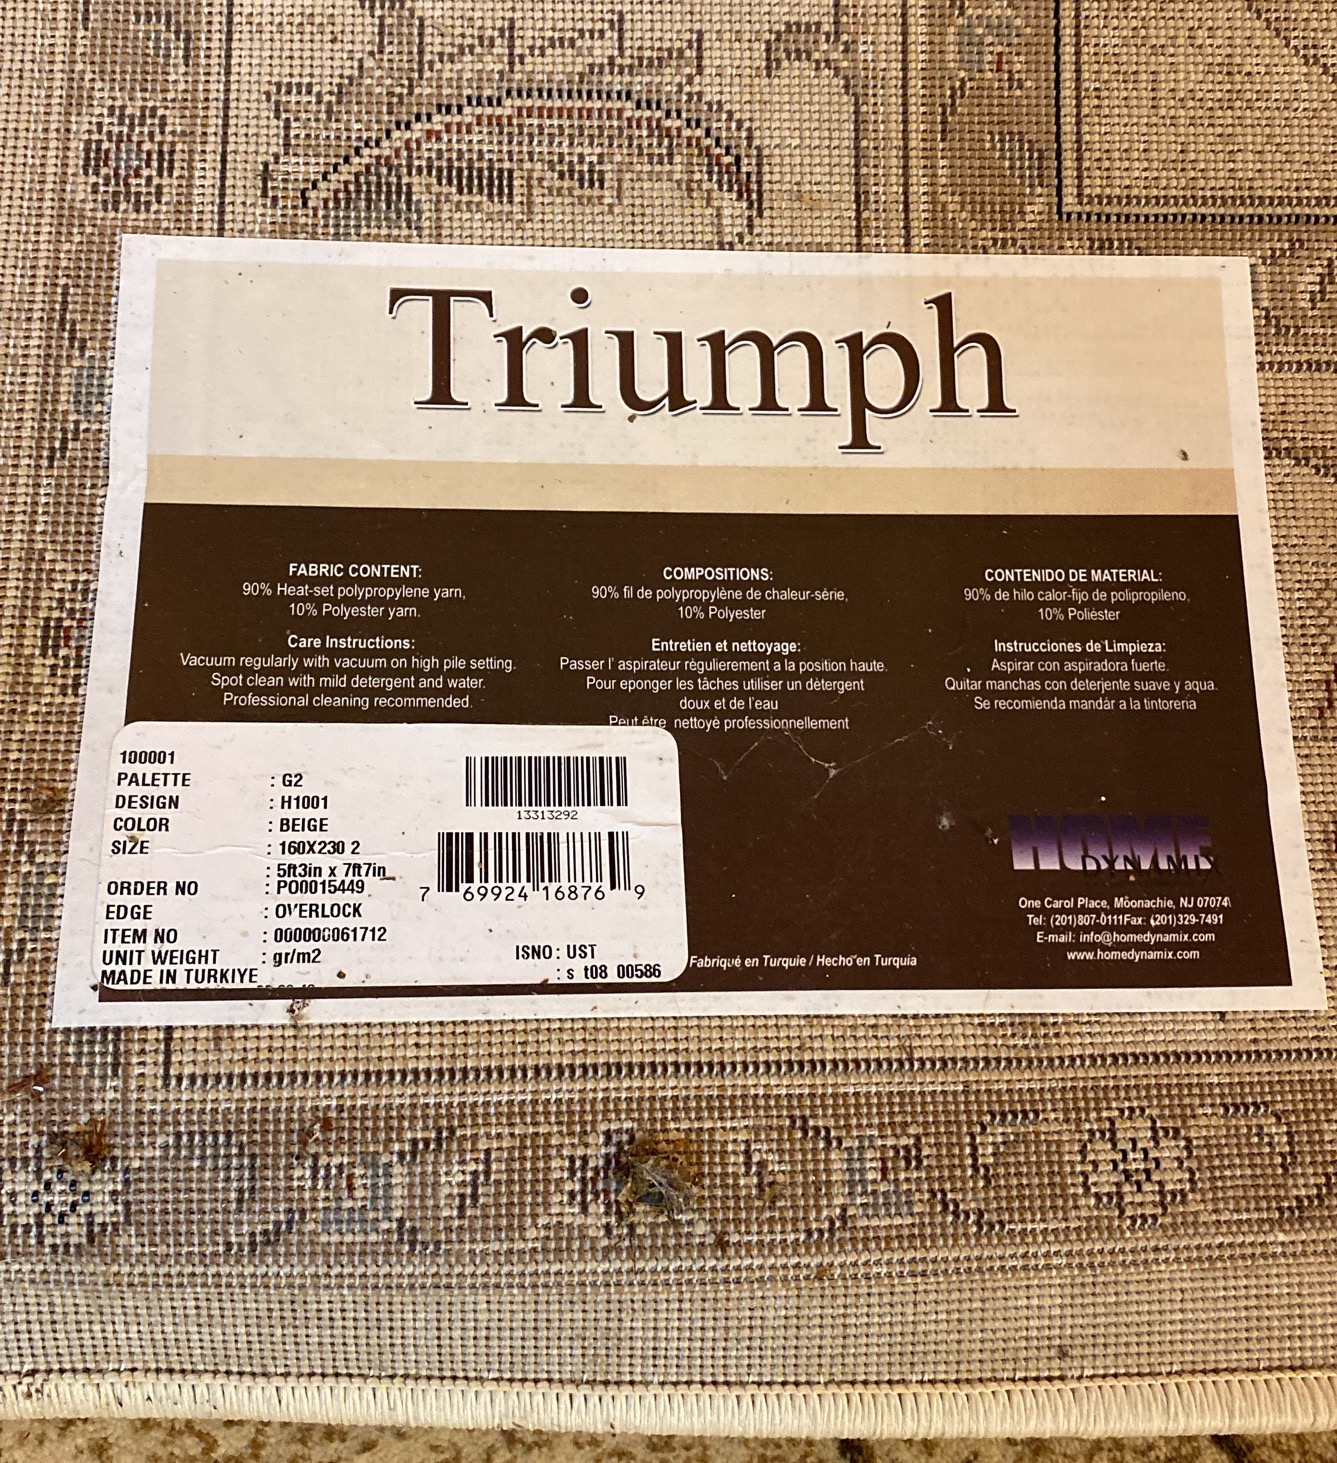 Triumph
FABRIC CONTENT:
90% Heat-set polypropylene yarn,
10% Polyester yarn.
Care Instructions:
Vacuum regularly with vacuum on high pile setting.
Spot clean with mild detergent and water.
Professional cleaning recommended.
COMPOSITIONS:
90% fil de polypropylène de chaleur-série,
10% Polyester
Entretien et nettoyage:
Passer l' aspirateur règulierement a la position haute.
Pour eponger les tâches utiliser un dètergent
doux et de l'eau
Peut être nettoyè professionnellement
CONTENIDO DE MATERIAL:
90% de hilo calor-fijo de polipropileno,
10% Polièster
Instrucciones de Limpieza:
Aspirar con aspiradora fuerte.
Quitar manchas con deterjente suave y aqua.
Se recomienda mandàr a la tintoreria
100001
PALETTE : G2
DESIGN : H1001
COLOR : BEIGE
SIZE : 160X230 2
: 5ft3in x 7ft7in
ORDER NO : PO0015449
EDGE : OVERLOCK
ITEM NO : 000000061712
UNIT WEIGHT : gr/m2
MADE IN TURKIYE
13313292
7 69924 16876 9
ISNO : UST
: s t08 00586
Fabriqué en Turquie / Hecho en Turquia
HOME
DYNAMIX
One Carol Place, Moonachie, NJ 07074
Tel: (201)807-0111Fax: (201)329-7491
E-mail: info@homedynamix.com
www.homedynamix.com